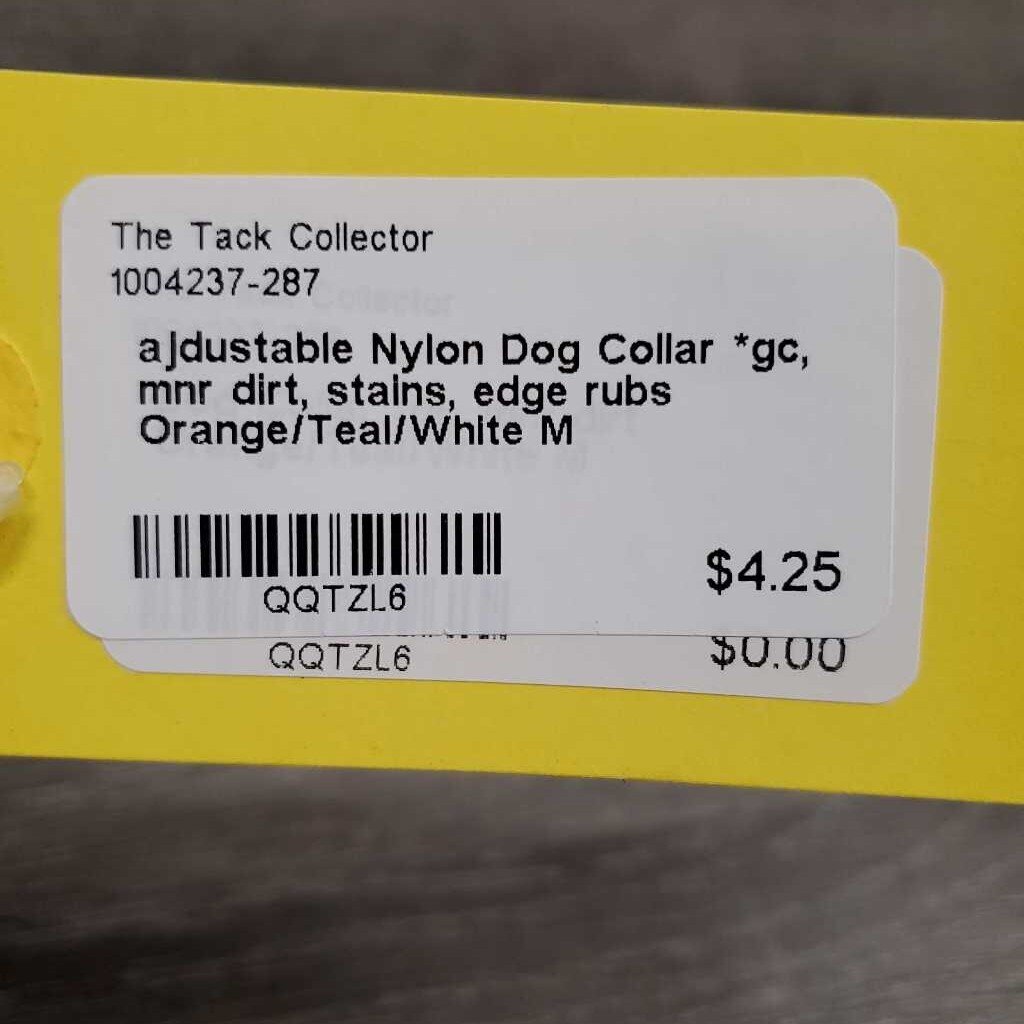 The Tack Collector
1004237-287
ajdustable Nylon Dog Collar *gc,
mnr dirt, stains, edge rubs
Orange/Teal/White M
QQTZL6
$4.25
QQTZL6
$0.00